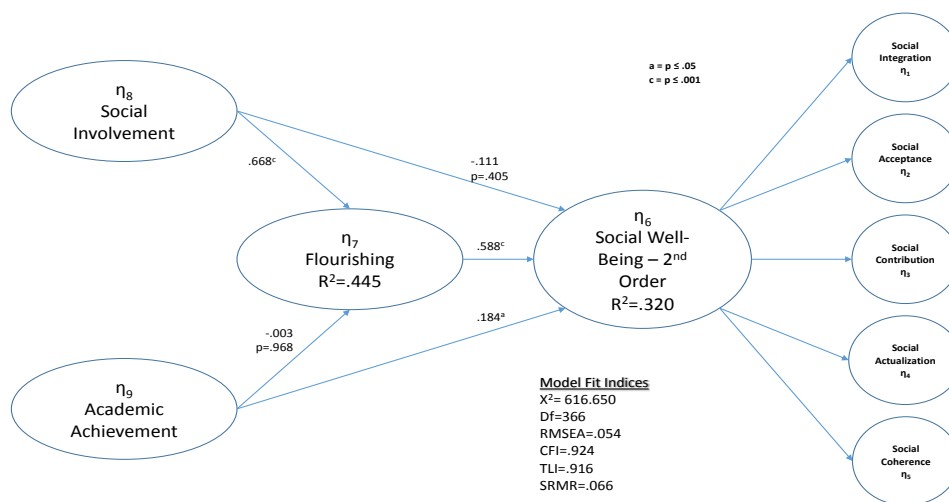 η8
Social
Involvement
.668ᶜ
-.111
p=.405
a = p ≤ .05
c = p ≤ .001
Social
Integration
η1
Social
Acceptance
η2
η7
Flourishing
R²=.445
.588ᶜ
η6
Social Well-
Being – 2ⁿᵈ
Order
R²=.320
Social
Contribution
η3
-.003
p=.968
.184ᵃ
Social
Actualization
η4
η9
Academic
Achievement
Model Fit Indices
X²= 616.650
Df=366
RMSEA=.054
CFI=.924
TLI=.916
SRMR=.066
Social
Coherence
η5